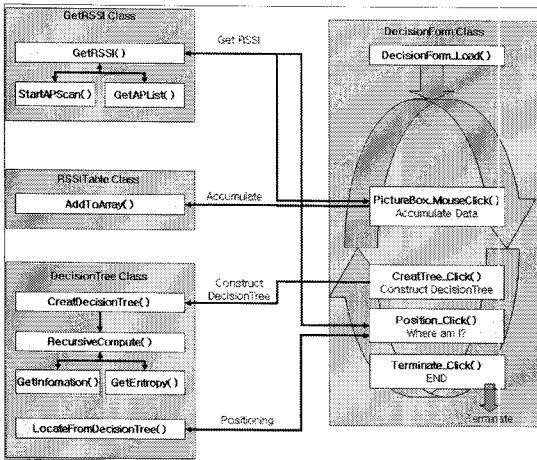 GetRSSI Class
GetRSSI( )
StartAPScan( )
GetAPList( )
RSSITable Class
AddToArray( )
DecisionTree Class
CreatDecisionTree( )
RecursiveCompute( )
GetInfomation( )
GetEntropy( )
LocateFromDecisionTree( )
Get RSSI
Accumulate
Construct
DecisionTree
Positioning
DecisionForm Class
DecisionForm_Load( )
PictureBox_MouseClick( )
Accumulate Data
CreatTree_Click( )
Construct DecisionTree
Position_Click( )
Where am I?
Terminate_Click( )
END
Terminate